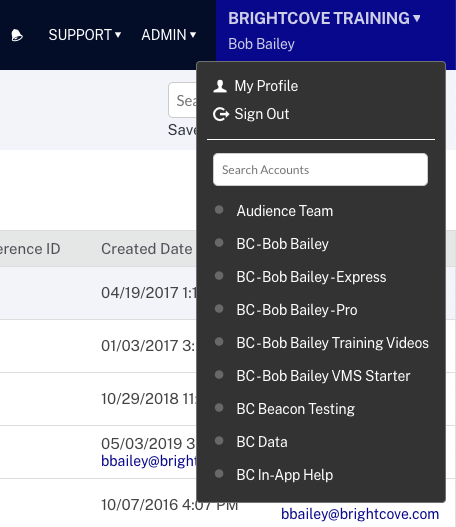 SUPPORT ADMIN
BRIGHTCOVE TRAINING
Bob Bailey
My Profile
Sign Out
Search Accounts
Audience Team
BC-Bob Bailey
BC-Bob Bailey-Express
BC-Bob Bailey-Pro
BC-Bob Bailey Training Videos
BC-Bob Bailey VMS Starter
BC Beacon Testing
BC Data
BC In-App Help
Sea
Save
erence ID Created Date
04/19/2017 1:1
01/03/2017 3:
10/29/2018 11:
05/03/2019 3
bbailey@bright
10/07/2016 4:07 PM
bbailey@brightcove.com